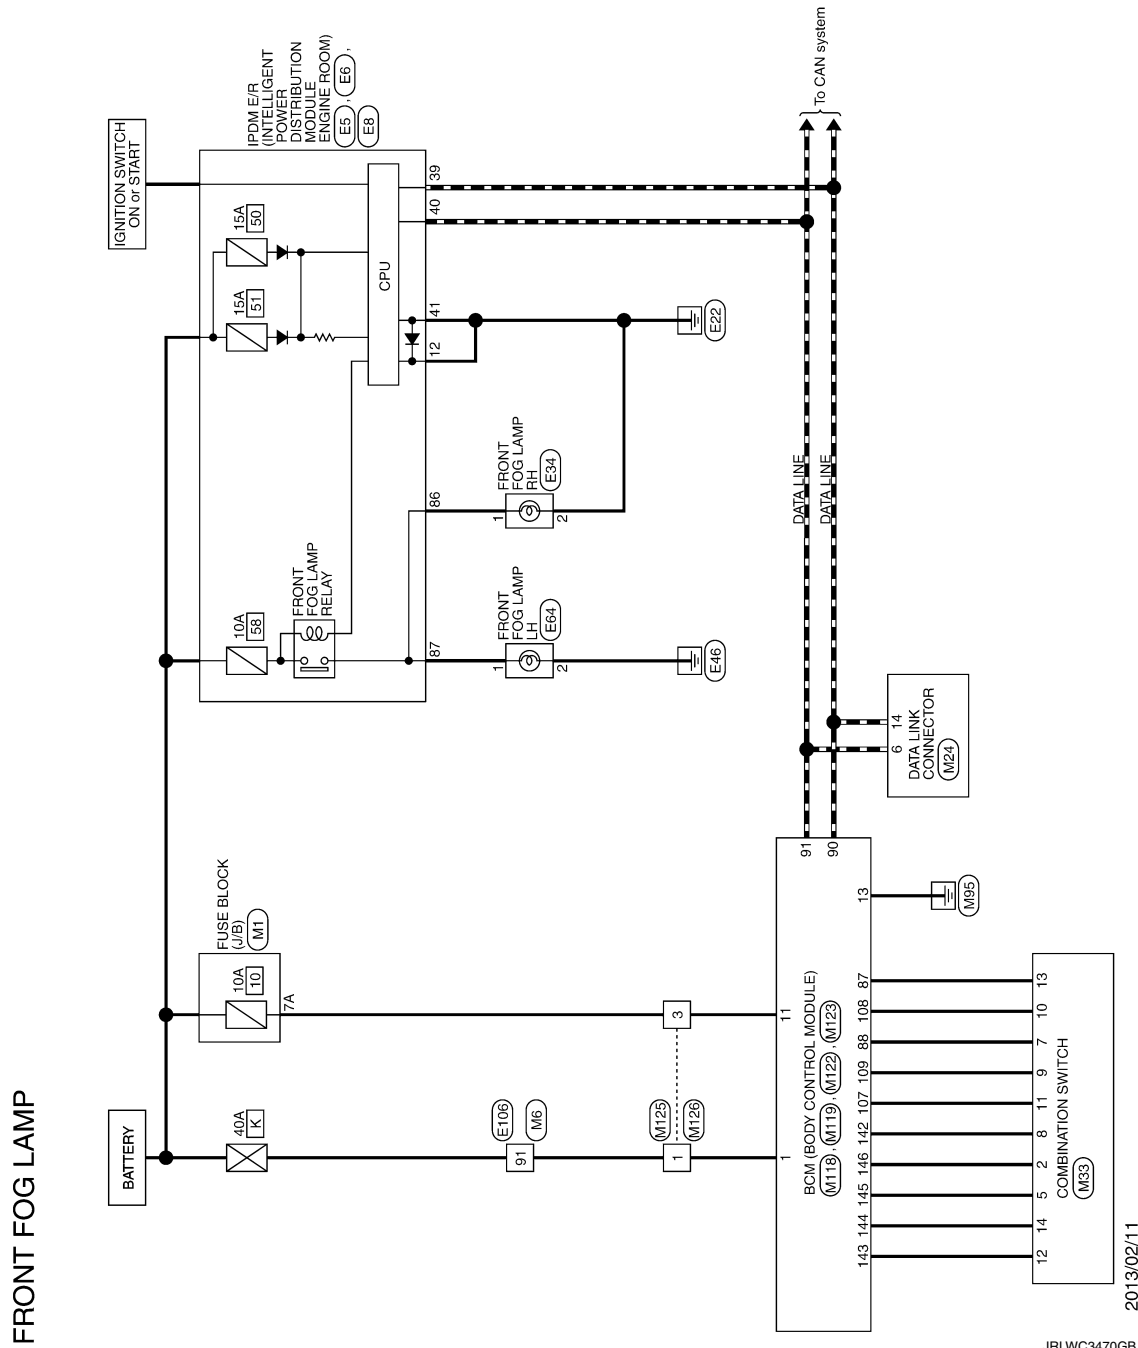 FRONT FOG LAMP
BATTERY
IGNITION SWITCH
ON or START
40A
K
FUSE BLOCK
(J/B)
M1
10A
10
7A
10A
58
FRONT
FOG LAMP
RELAY
15A
51
15A
50
CPU
IPDM E/R
(INTELLIGENT
POWER
DISTRIBUTION
MODULE
ENGINE ROOM)
E5 , E6 ,
E8
87
86
12
41
40
39
E106
91
M6
1
FRONT
FOG LAMP
LH
E64
2
1
FRONT
FOG LAMP
RH
E34
2
E46
E22
M125
1
M126
3
DATA LINE
DATA LINE
To CAN system
1
11
13
91
90
BCM (BODY CONTROL MODULE)
M118 , M119 , M122 , M123
M95
6
14
DATA LINK
CONNECTOR
M24
143
144
145
146
142
107
109
88
108
87
12
14
5
2
8
11
9
7
10
13
COMBINATION SWITCH
M33
2013/02/11
JRLWC3470GB